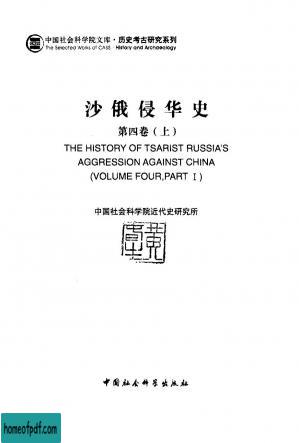 中国社会科学院文库·历史考古研究系列
The Selected Works of CASS · History and Archaeology
沙俄侵华史
第四卷（上）
THE HISTORY OF TSARIST RUSSIA'S
AGGRESSION AGAINST CHINA
(VOLUME FOUR,PART Ⅰ)
中国社会科学院近代史研究所
中国社会科学出版社
homeofpdf.com
homeofpdf.com